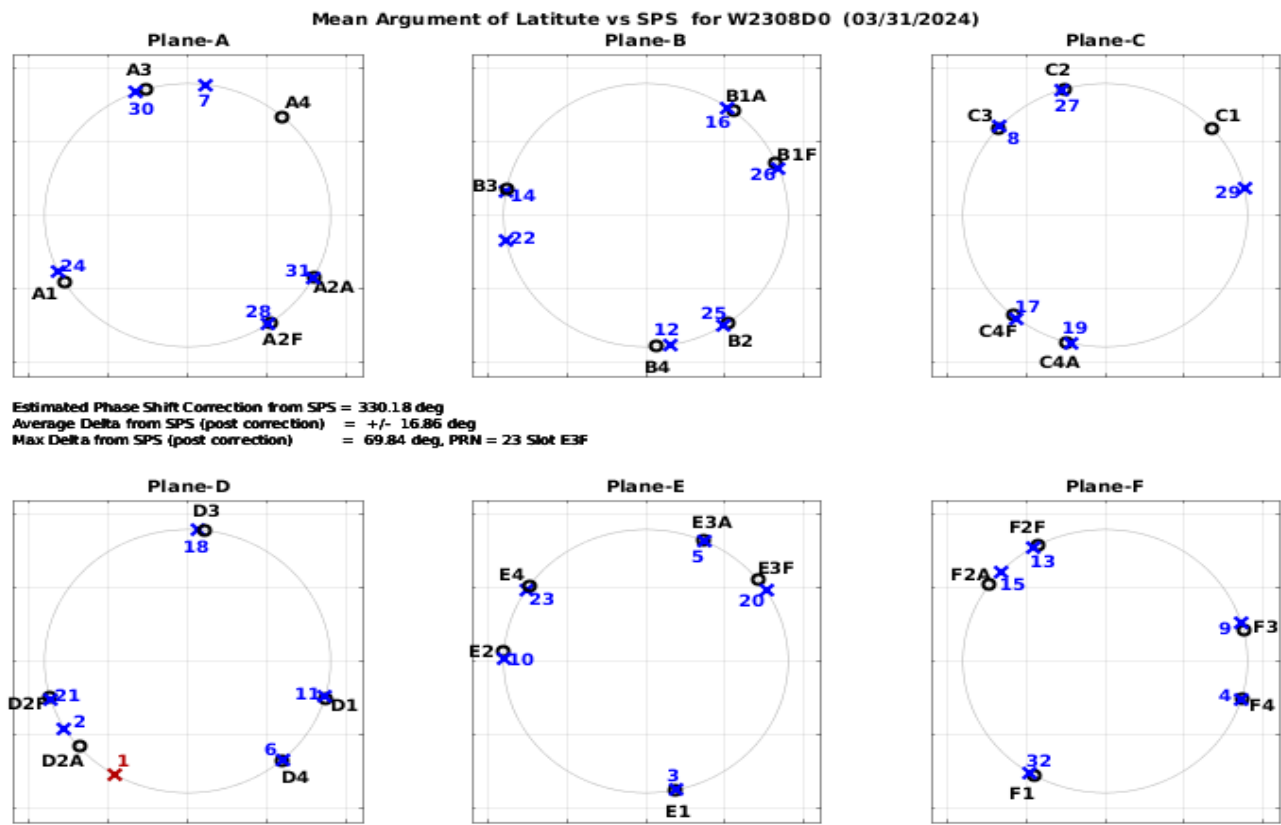 Mean Argument of Latitute vs SPS for W2308D0 (03/31/2024)
Plane-A
Plane-B
Plane-C
A3
30
7
A4
24
A1
31
A2A
28
A2F
B1A
16
B1F
26
B3
14
22
25
B2
12
B4
C2
27
C3
8
C1
29
17
C4F
19
C4A
Estimated Phase Shift Correction from SPS = 330.18 deg
Average Delta from SPS (post correction) = +/- 16.86 deg
Max Delta from SPS (post correction) = 69.84 deg, PRN = 23 Slot E3F
Plane-D
Plane-E
Plane-F
D3
18
21
D2F
2
D2A
1
11
D1
6
D4
E3A
5
E3F
20
E4
23
E2
10
3
E1
F2F
13
F2A
15
9
F3
4
F4
32
F1